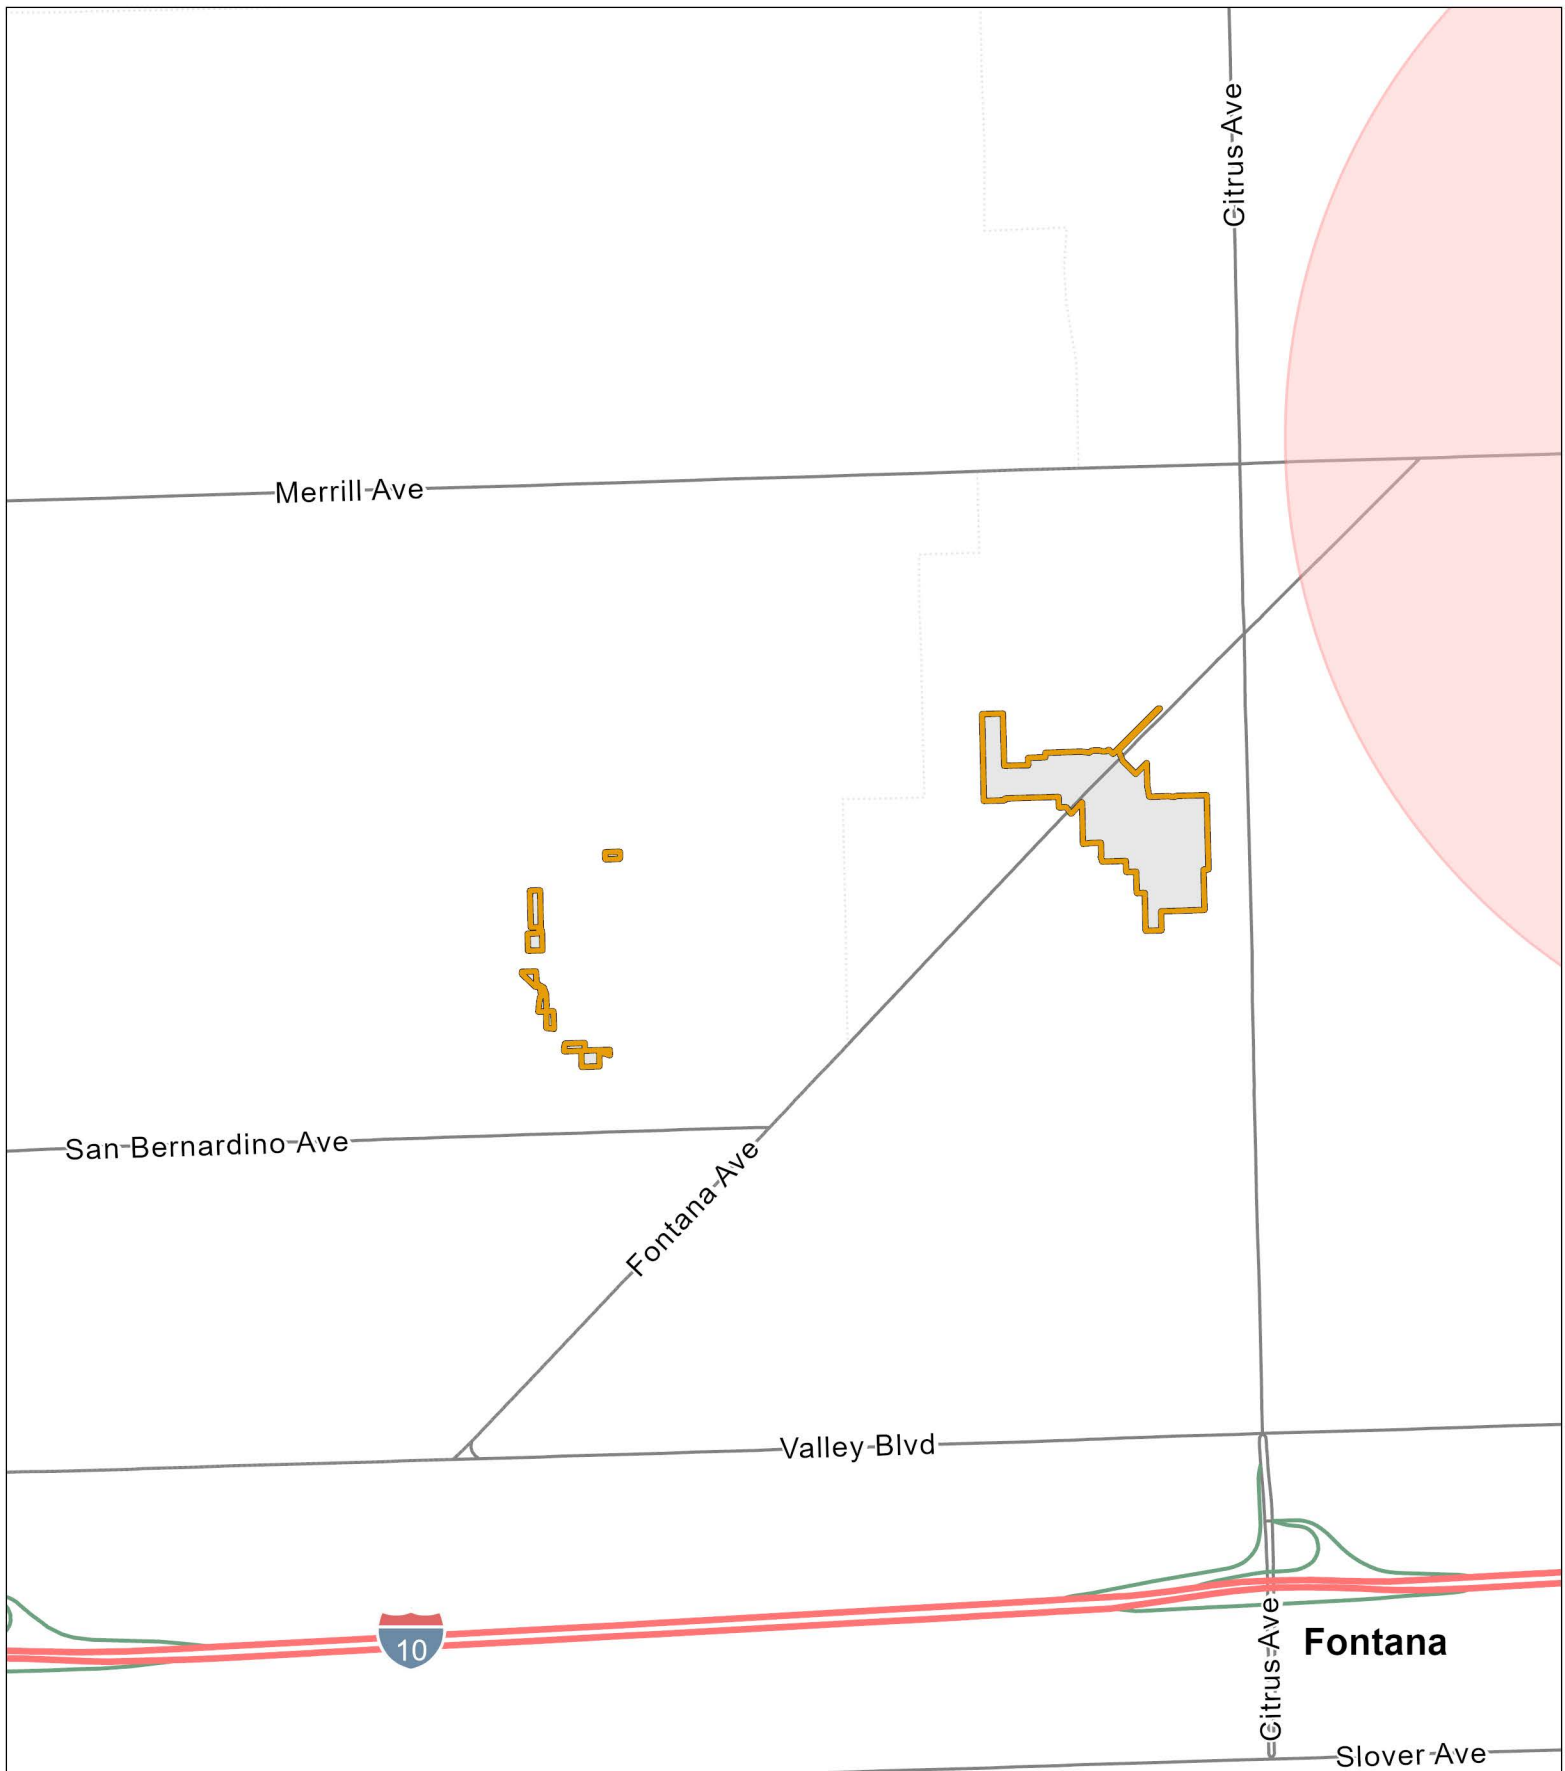 Citrus Ave
Merrill Ave
San Bernardino Ave
Fontana Ave
Valley Blvd
10
Citrus Ave
Fontana
Slover Ave